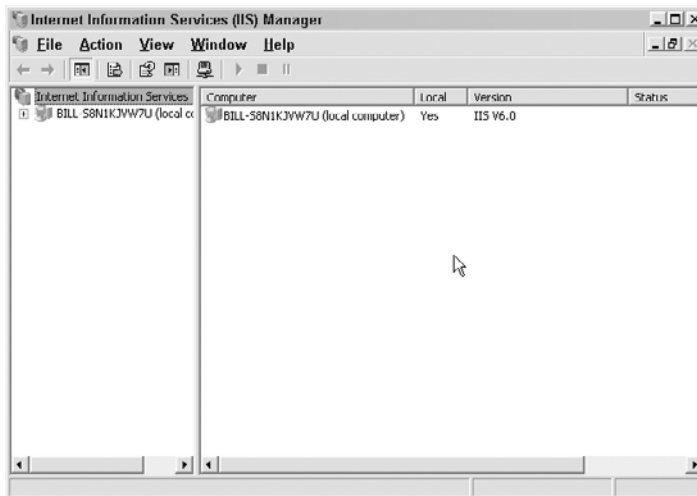 Internet Information Services (IIS) Manager
File Action View Window Help
Internet Information Services
BILL-S8N1KJVW7U (local co
Computer Local Version Status
BILL-S8N1KJVW7U (local computer) Yes IIS V6.0